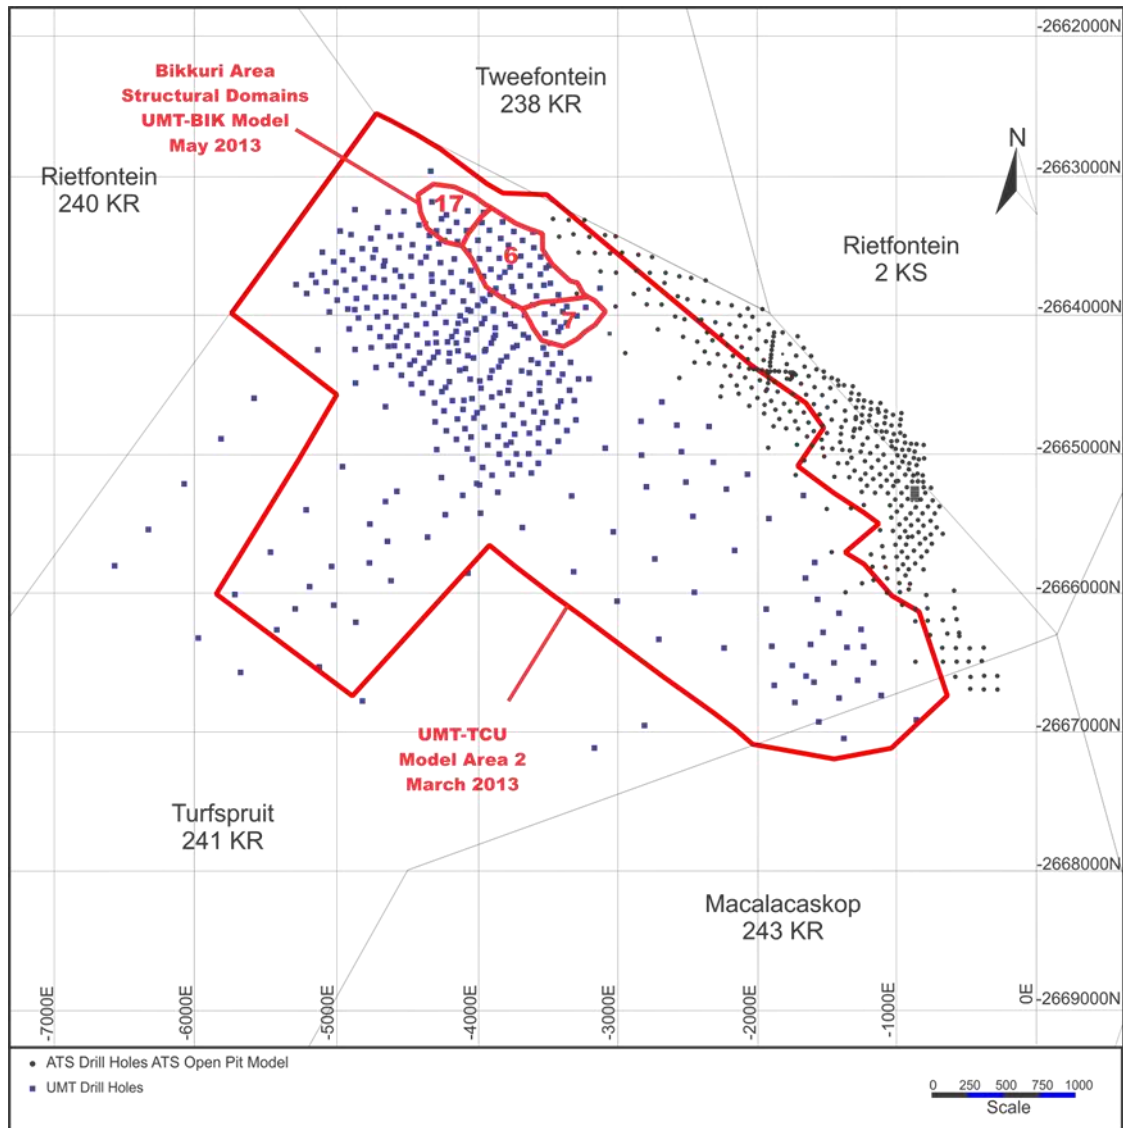 -2662000N
Bikkuri Area
Structural Domains
UMT-BIK Model
May 2013
Tweefontein
238 KR
N
-2663000N
Rietfontein
240 KR
17
6
7
Rietfontein
2 KS
-2664000N
-2665000N
-2666000N
UMT-TCU
Model Area 2
March 2013
-2667000N
Turfspruit
241 KR
-2668000N
Macalacaskop
243 KR
-2669000N
-7000E
-6000E
-5000E
-4000E
-3000E
-2000E
-1000E
0E
ATS Drill Holes ATS Open Pit Model
UMT Drill Holes
0 250 500 750 1000
Scale